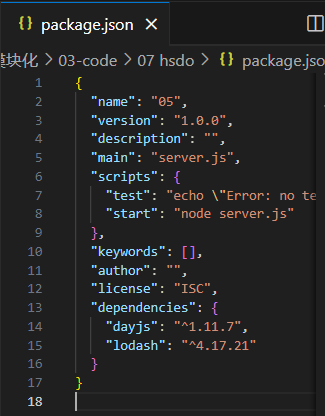 package.json
模块化 > 03-code > 07 hsdo > {} package.jso
1 {
2 "name": "05",
3 "version": "1.0.0",
4 "description": "",
5 "main": "server.js",
6 "scripts": {
7 "test": "echo \"Error: no te
8 "start": "node server.js"
9 },
10 "keywords": [],
11 "author": "",
12 "license": "ISC",
13 "dependencies": {
14 "dayjs": "^1.11.7",
15 "lodash": "^4.17.21"
16 }
17 }
18